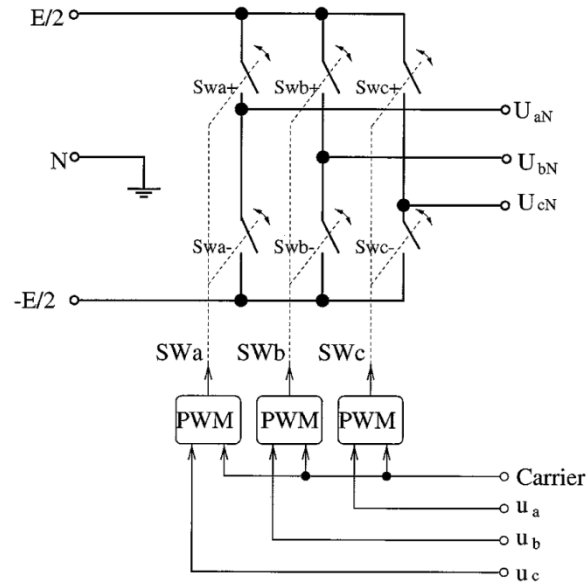 E/2
Swa+ Swb+ Swc+
UaN
N
UbN
UcN
Swa- Swb- Swc-
-E/2
SWa SWb SWc
PWM PWM PWM
Carrier
ua
ub
uc